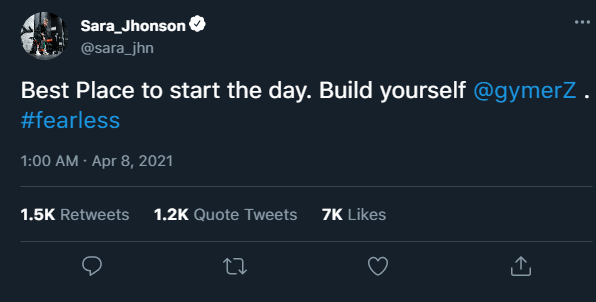 Sara_Jhonson
@sara_jhn
Best Place to start the day. Build yourself @gymerZ .
#fearless
1:00 AM · Apr 8, 2021
1.5K Retweets 1.2K Quote Tweets 7K Likes